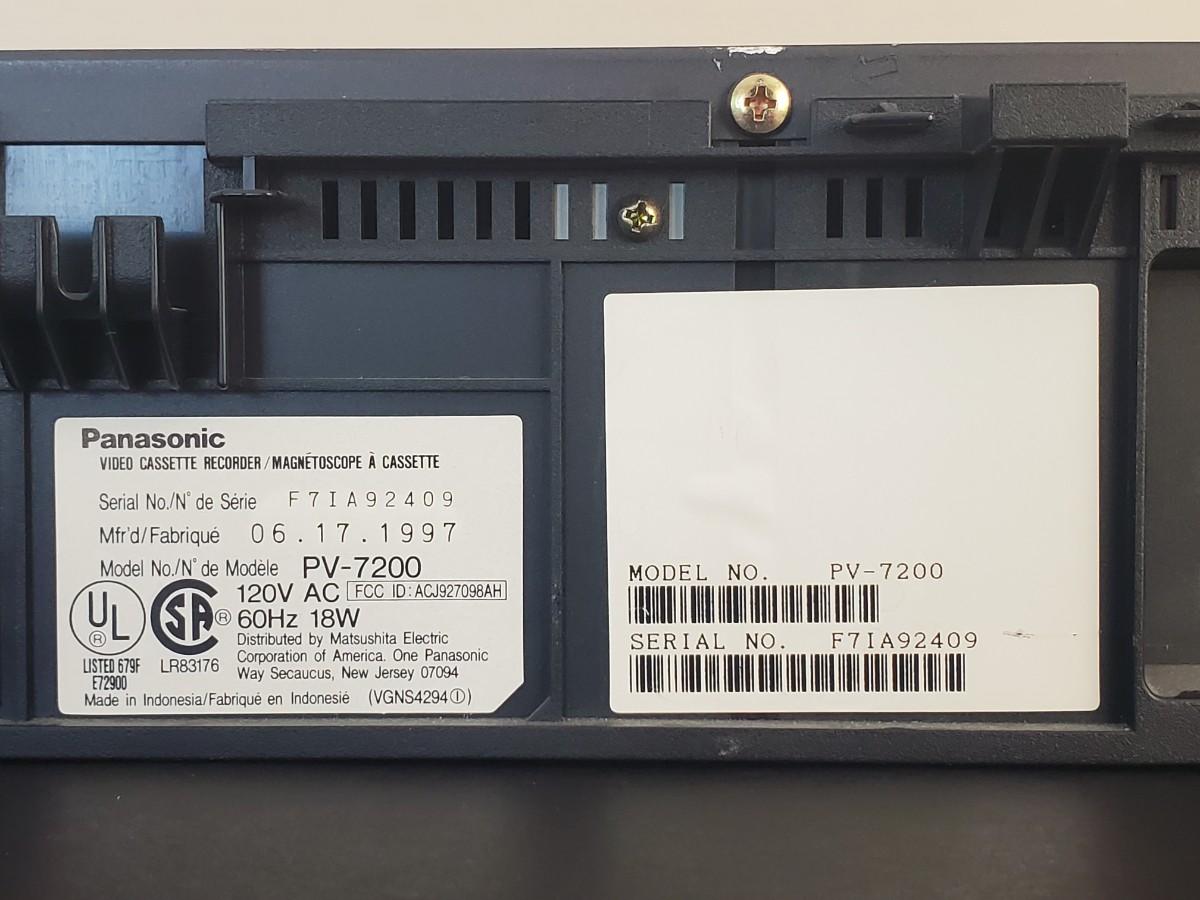 Panasonic
VIDEO CASSETTE RECORDER/MAGNÉTOSCOPE À CASSETTE
Serial No./N° de Série F7IA92409
Mfr'd/Fabriqué 06.17.1997
Model No./N° de Modèle PV-7200
120V AC FCC ID: ACJ927098AH
60Hz 18W
UL ®
SA ®
LISTED 679F
E72900
LR83176
Distributed by Matsushita Electric
Corporation of America. One Panasonic
Way Secaucus, New Jersey 07094
Made in Indonesia/Fabriqué en Indonesié (VGNS4294Ⓘ)
MODEL NO. PV-7200
SERIAL NO. F7IA92409